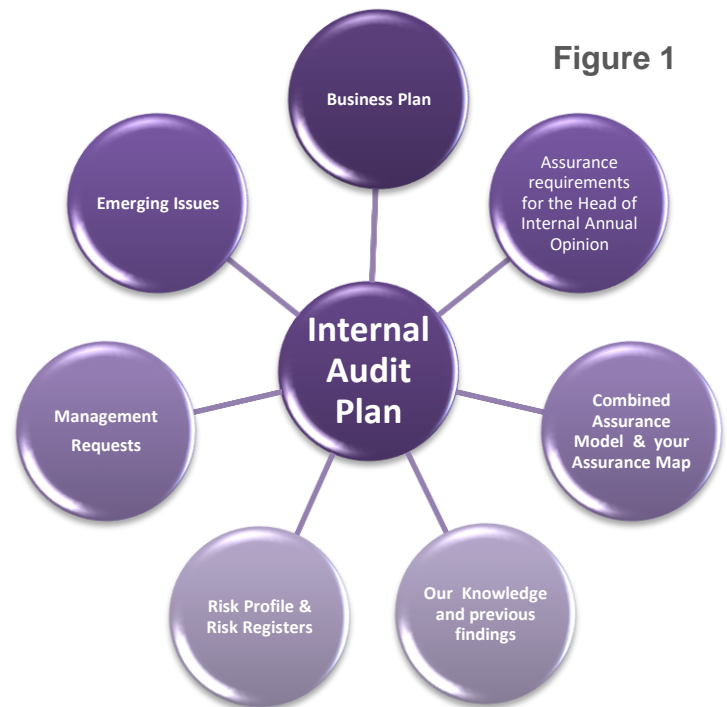 Figure 1
Business Plan
Assurance
requirements
for the Head of
Internal Annual
Opinion
Emerging Issues
Internal
Audit
Plan
Combined
Assurance
Model & your
Assurance Map
Management
Requests
Our Knowledge
and previous
findings
Risk Profile &
Risk Registers